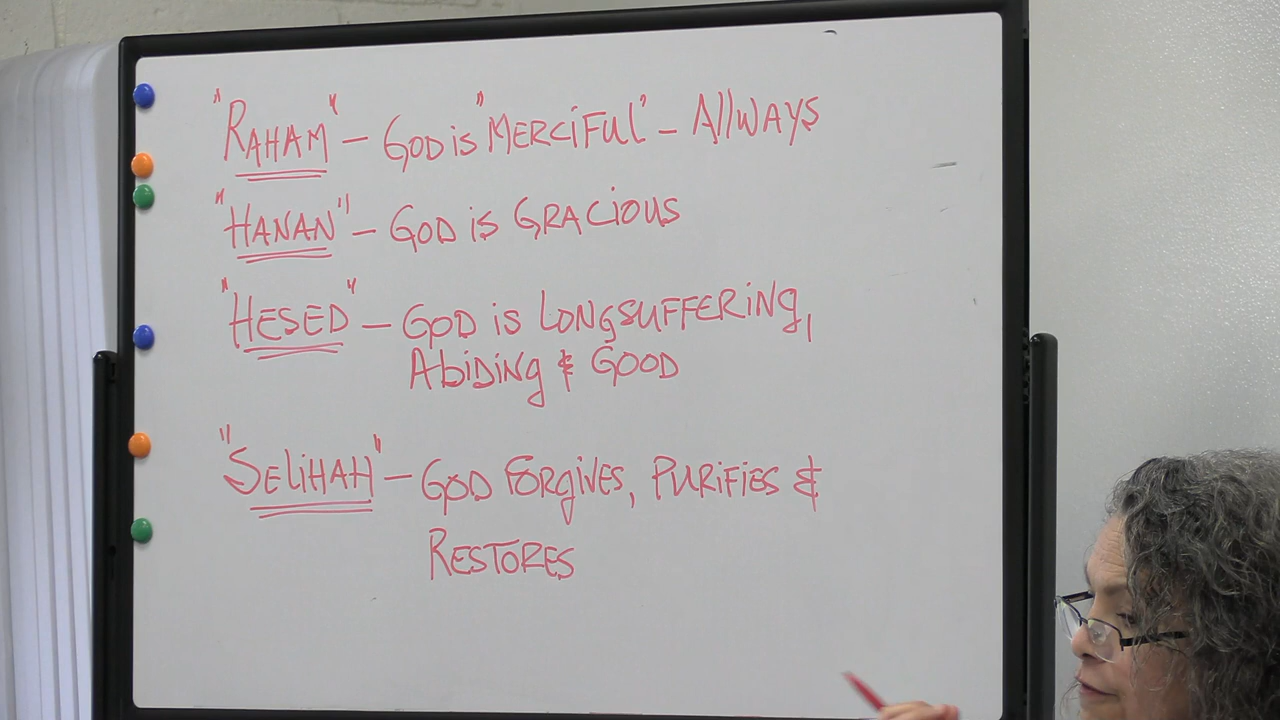 "RAHAM" – GOD is "MERCiFUL" – AllWAYS
"HANAN" – GOD iS GRACiOUS
"HESED" – GOD iS LONGSUFFERiNG,
AbiDiNg & GOOD
"SELiHAH" – GOD FORgiVES, PURiFiES &
RESTORES